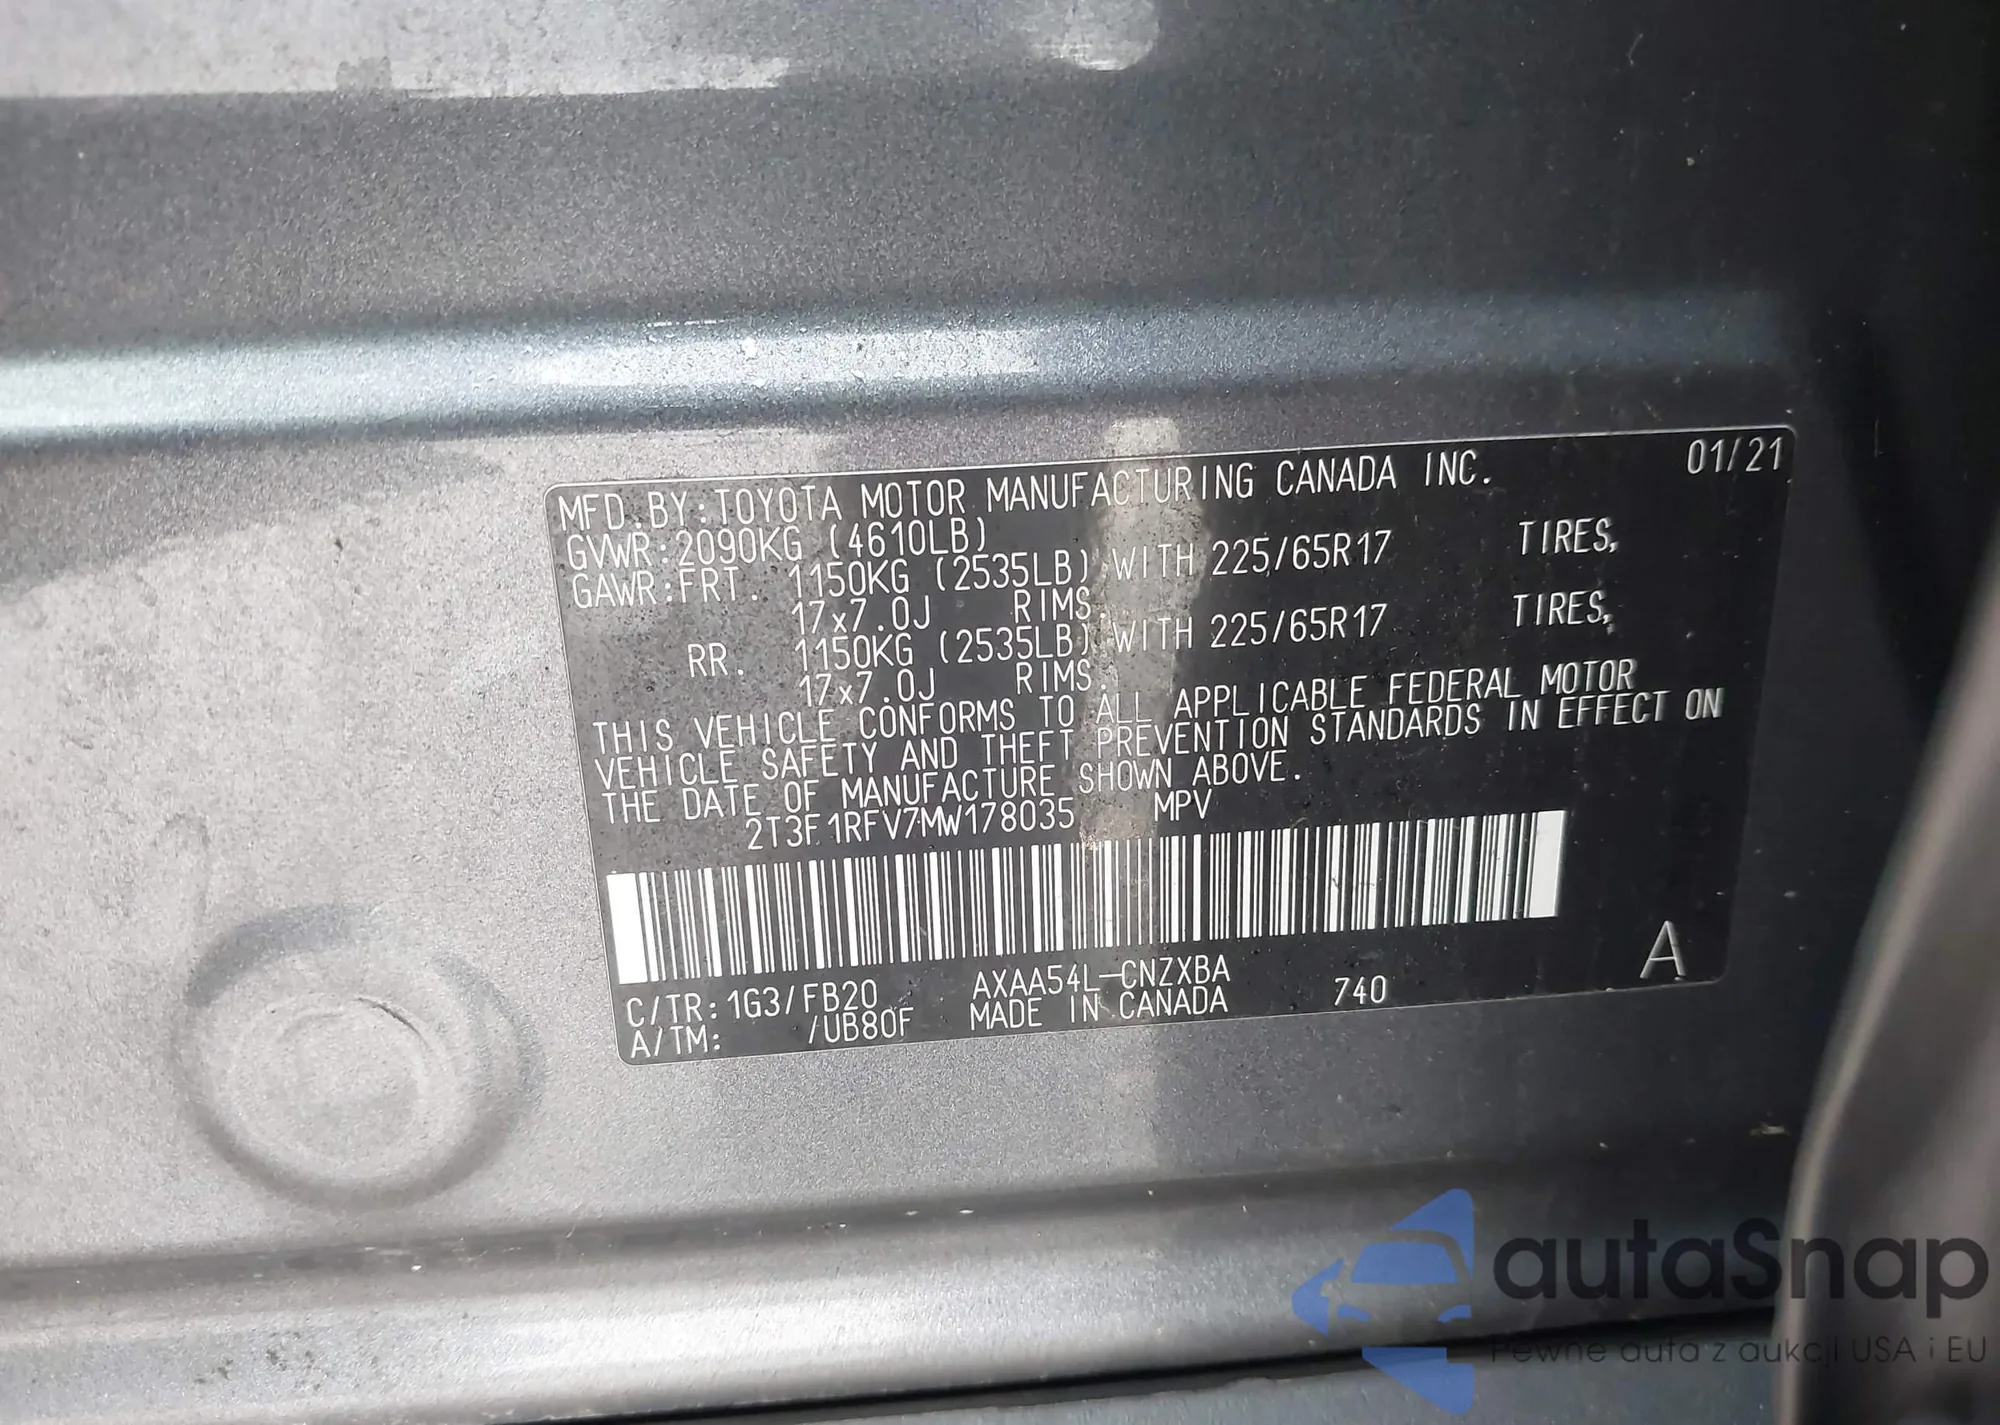 MFD.BY:TOYOTA MOTOR MANUFACTURING CANADA INC. 01/21
GVWR:2090KG (4610LB)
GAWR:FRT. 1150KG (2535LB) WITH 225/65R17 TIRES,
17x7.0J RIMS.
RR. 1150KG (2535LB) WITH 225/65R17 TIRES,
17x7.0J RIMS.
THIS VEHICLE CONFORMS TO ALL APPLICABLE FEDERAL MOTOR
VEHICLE SAFETY AND THEFT PREVENTION STANDARDS IN EFFECT ON
THE DATE OF MANUFACTURE SHOWN ABOVE.
2T3F1RFV7MW178035 MPV
C/TR:1G3/FB20 AXAA54L-CNZXBA 740 A
A/TM: /UB80F MADE IN CANADA
autaSnap
Pewne auta z aukcji USA i EU